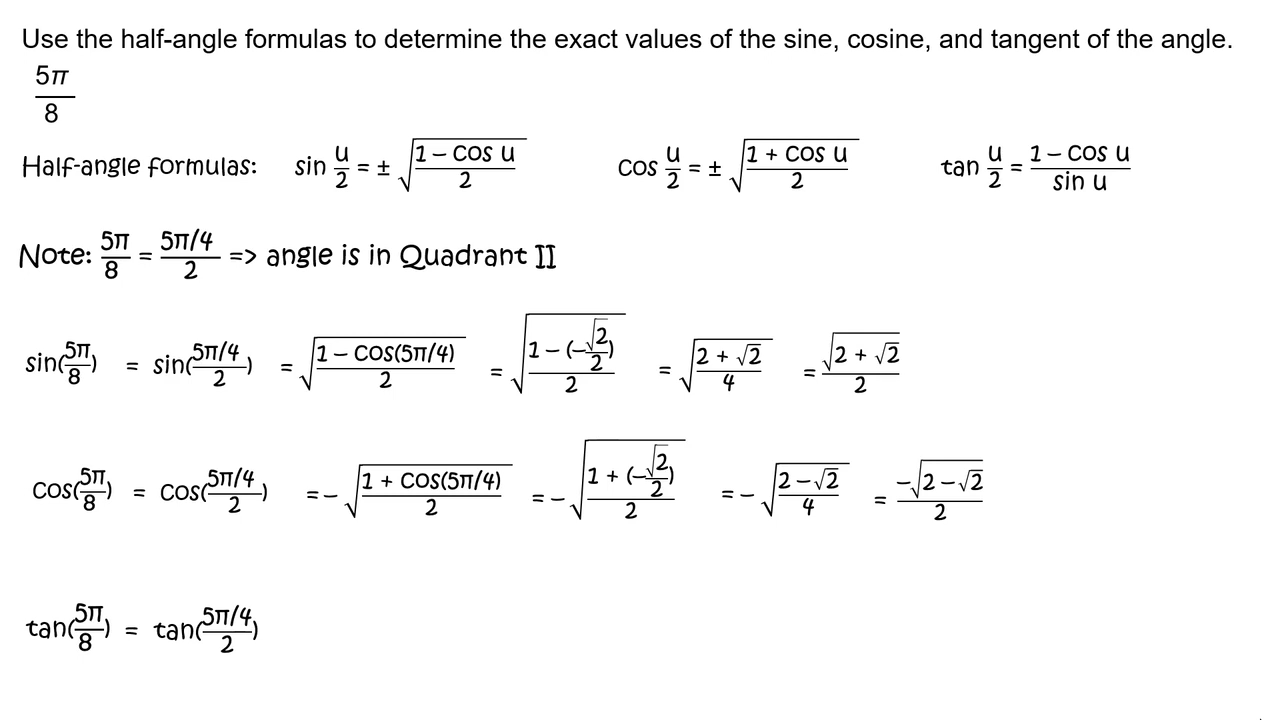 Use the half-angle formulas to determine the exact values of the sine, cosine, and tangent of the angle.
5π/8
Half-angle formulas: sin u/2 = ± √((1 – cos u)/2) cos u/2 = ± √((1 + cos u)/2) tan u/2 = (1 – cos u)/(sin u)
Note: 5π/8 = (5π/4)/2 => angle is in Quadrant II
sin(5π/8) = sin((5π/4)/2) = √((1 – cos(5π/4))/2) = √((1 – (–√2/2))/2) = √((2 + √2)/4) = √(2 + √2)/2
cos(5π/8) = cos((5π/4)/2) = – √((1 + cos(5π/4))/2) = – √((1 + (–√2/2))/2) = – √((2 – √2)/4) = –√(2 – √2)/2
tan(5π/8) = tan((5π/4)/2)